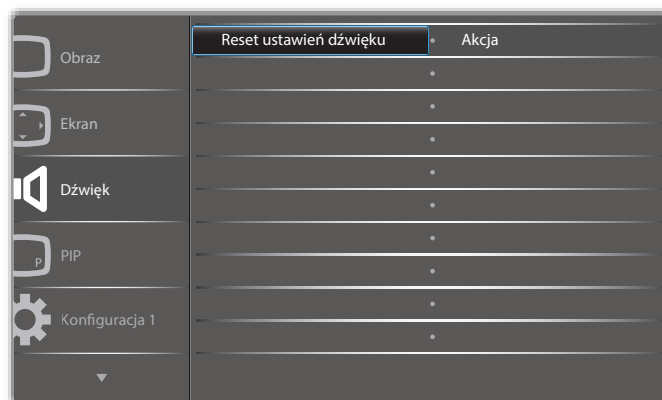 Reset ustawień dźwięku Akcja
Obraz
Ekran
Dźwięk
P PIP
Konfiguracja 1